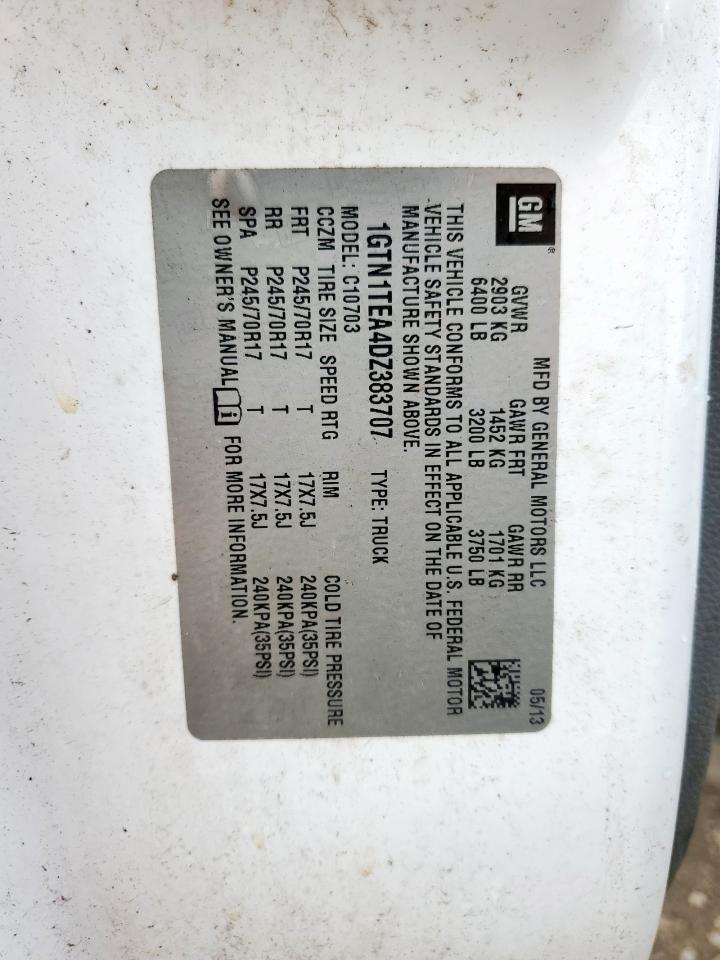 GM®
MFD BY GENERAL MOTORS LLC 05/13
GVWR GAWR FRT GAWR RR
2903 KG 1452 KG 1701 KG
6400 LB 3200 LB 3750 LB
THIS VEHICLE CONFORMS TO ALL APPLICABLE U.S. FEDERAL MOTOR
VEHICLE SAFETY STANDARDS IN EFFECT ON THE DATE OF
MANUFACTURE SHOWN ABOVE.
1GTN1TEA4DZ383707 TYPE: TRUCK
MODEL: C10703
CCZM TIRE SIZE SPEED RTG RIM COLD TIRE PRESSURE
FRT P245/70R17 T 17X7.5J 240KPA(35PSI)
RR P245/70R17 T 17X7.5J 240KPA(35PSI)
SPA P245/70R17 T 17X7.5J 240KPA(35PSI)
SEE OWNER'S MANUAL i FOR MORE INFORMATION.